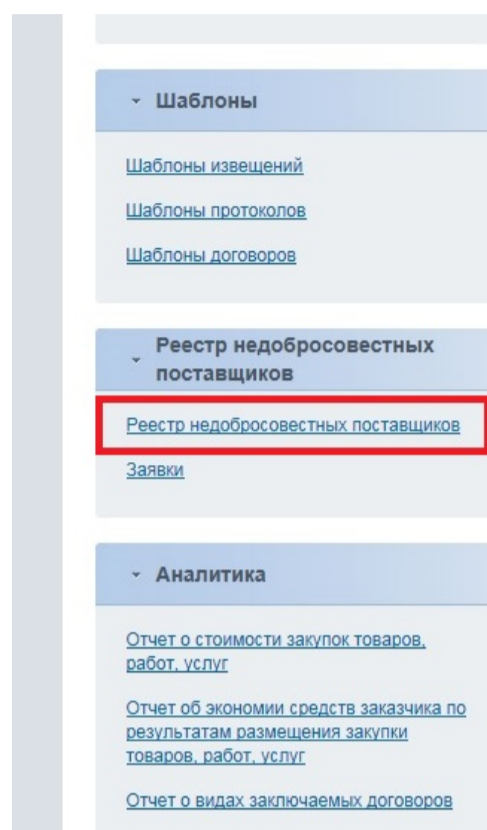 Шаблоны
Шаблоны извещений
Шаблоны протоколов
Шаблоны договоров
Реестр недобросовестных
поставщиков
Реестр недобросовестных поставщиков
Заявки
Аналитика
Отчет о стоимости закупок товаров,
работ, услуг
Отчет об экономии средств заказчика по
результатам размещения закупки
товаров, работ, услуг
Отчет о видах заключаемых договоров